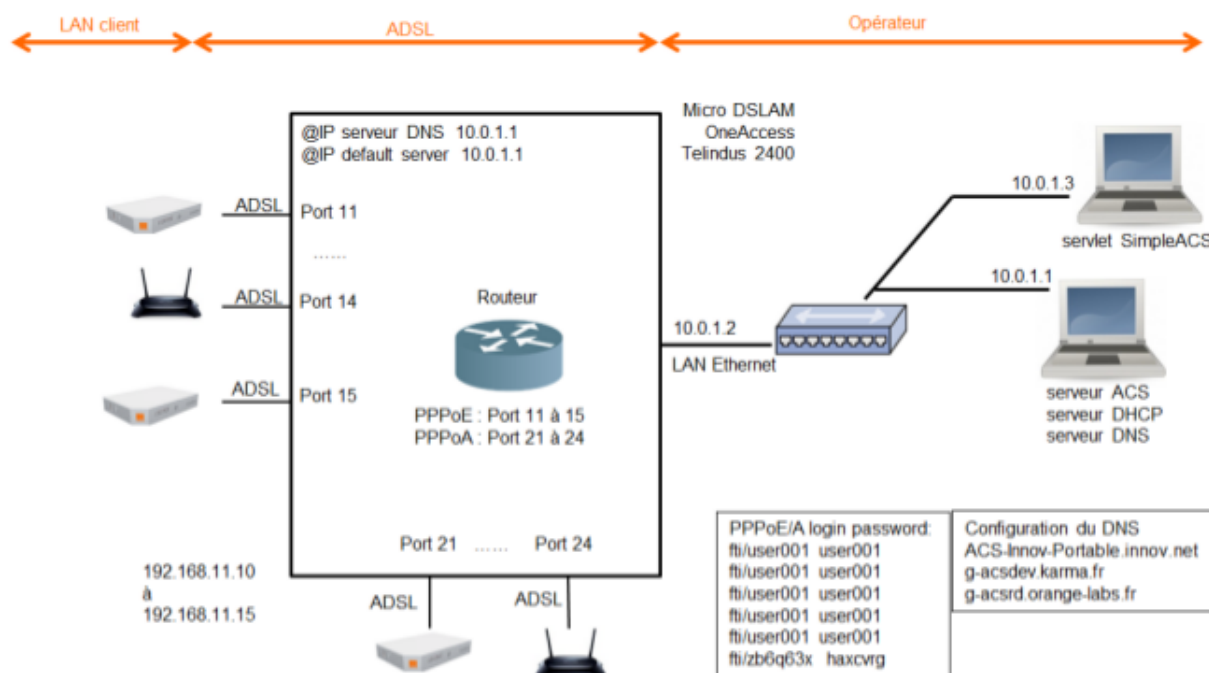 LAN client
ADSL
Opérateur
@IP serveur DNS 10.0.1.1
@IP default server 10.0.1.1
Micro DSLAM
OneAccess
Telindus 2400
10.0.1.3
servlet SimpleACS
ADSL
Port 11
......
ADSL
Port 14
Routeur
10.0.1.1
10.0.1.2
LAN Ethernet
ADSL
Port 15
PPPoE : Port 11 à 15
PPPoA : Port 21 à 24
serveur ACS
serveur DHCP
serveur DNS
Port 21 ...... Port 24
192.168.11.10
à
192.168.11.15
ADSL
ADSL
PPPoE/A login password:
fti/user001 user001
fti/user001 user001
fti/user001 user001
fti/user001 user001
fti/user001 user001
fti/zb6q63x haxcvrg
Configuration du DNS
ACS-Innov-Portable.innov.net
g-acsdev.karma.fr
g-acsrd.orange-labs.fr